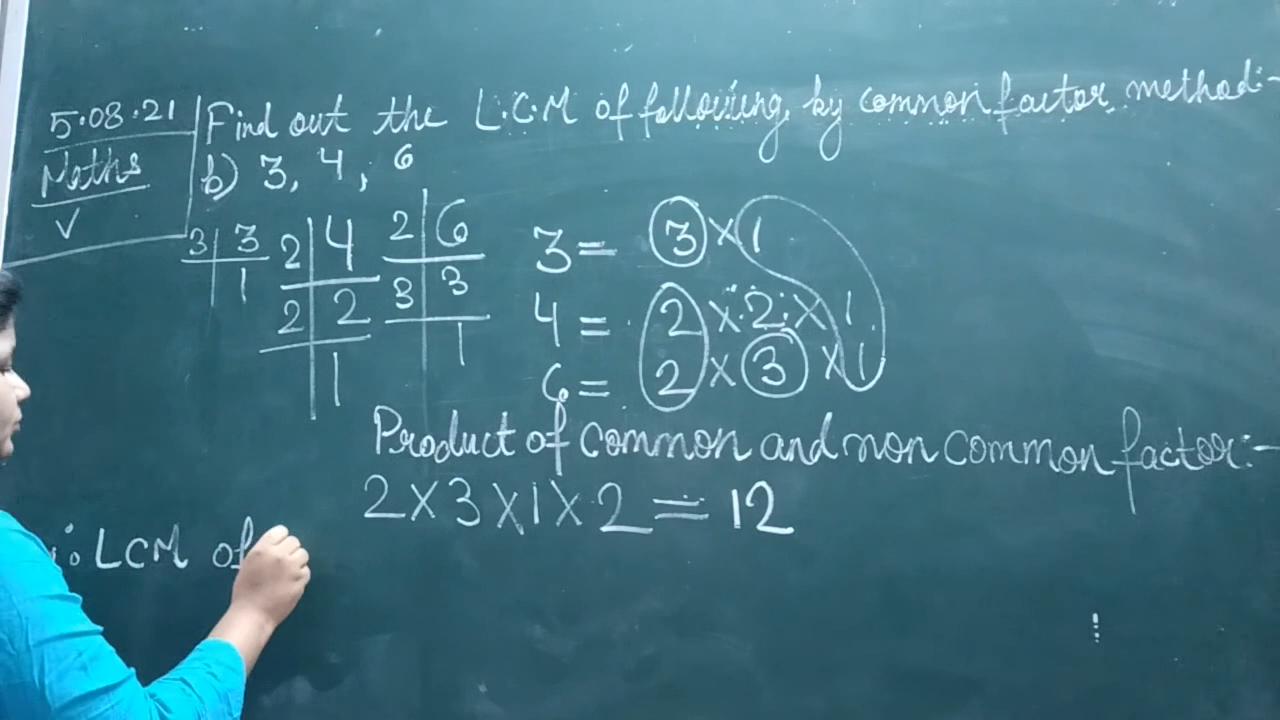 5.08.21
Maths
V
Find out the L.C.M of following by common factor method:-
b) 3, 4, 6
3 3
1
2 4
2 2
1
2 6
3 3
1
3 = 3 × 1
4 = 2 × 2 × 1
6 = 2 × 3 × 1
Product of common and non common factor:-
2 × 3 × 1 × 2 = 12
∴ LCM of